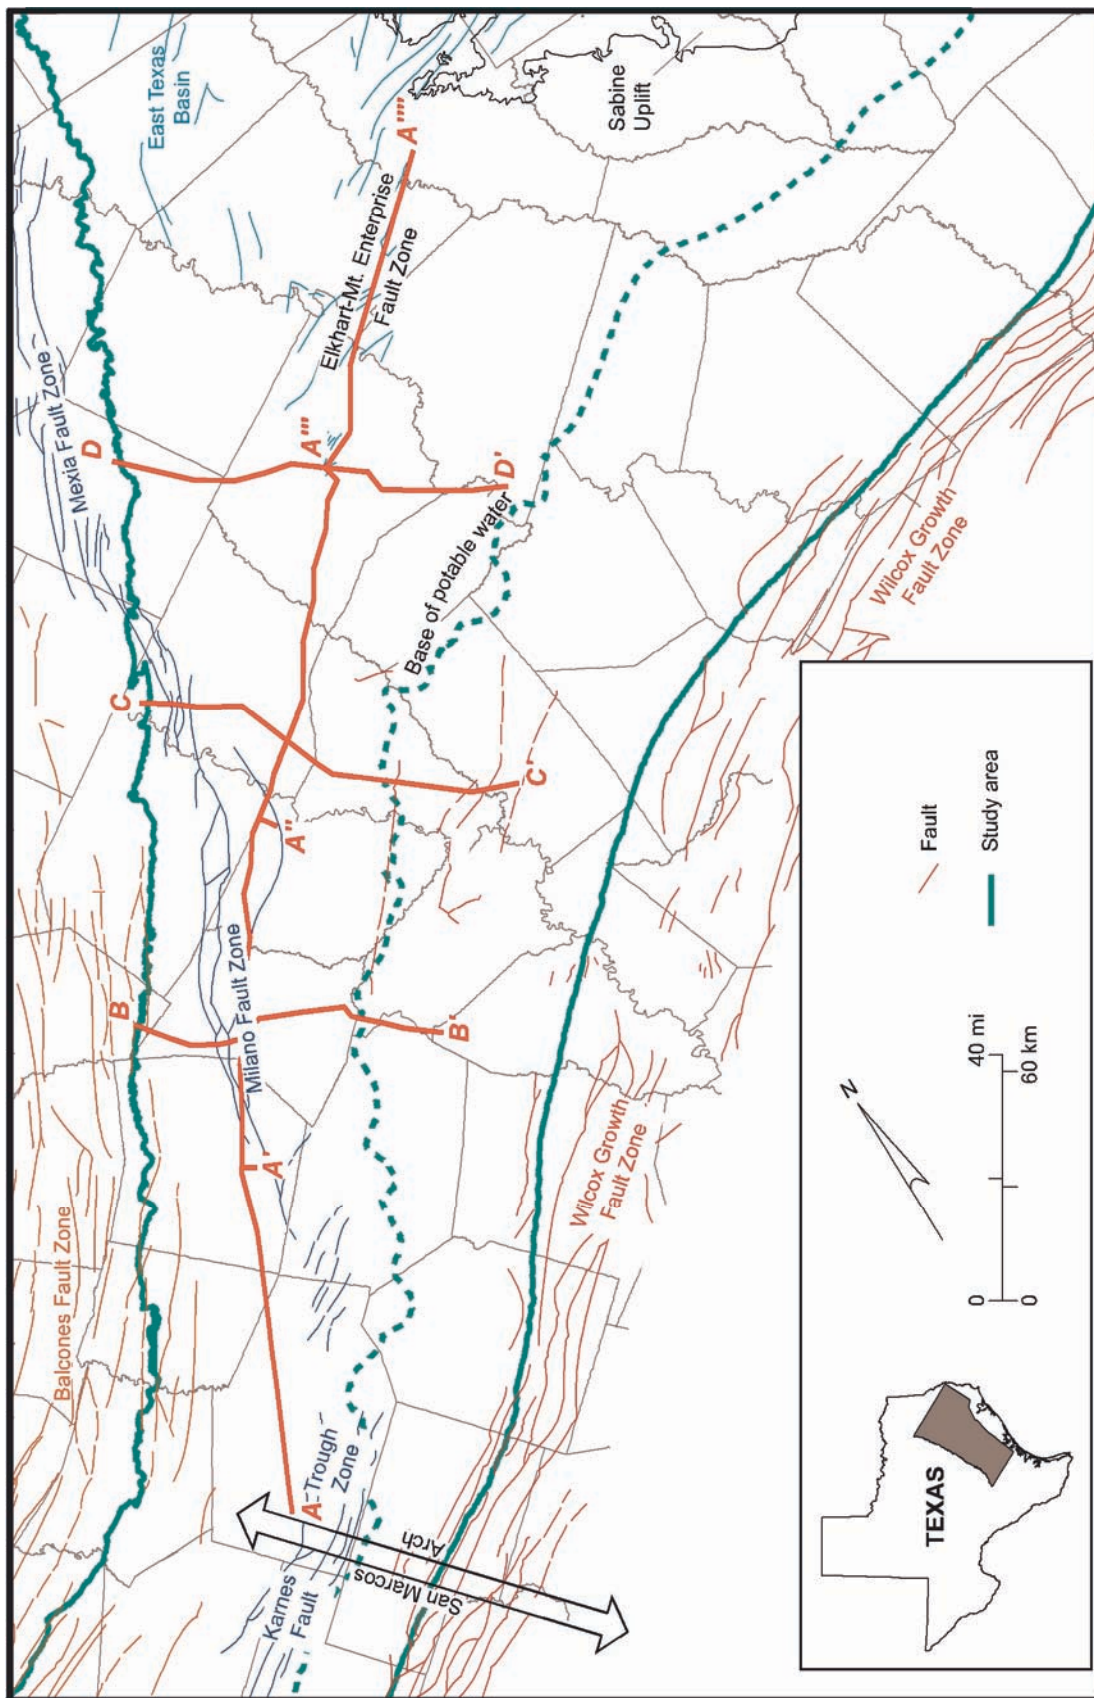 Balcones Fault Zone
Mexia Fault Zone
East Texas
Basin
Milano Fault Zone
Elkhart-Mt. Enterprise
Fault Zone
Sabine
Uplift
Karnes
Fault
Trough
Zone
San Marcos
Arch
Base of potable water
Wilcox Growth
Fault Zone
Wilcox Growth
Fault Zone
A
A'
A''
A'''
A''''
B
B'
C
C'
D
D'
TEXAS
N
0
40 mi
0
60 km
Fault
Study area